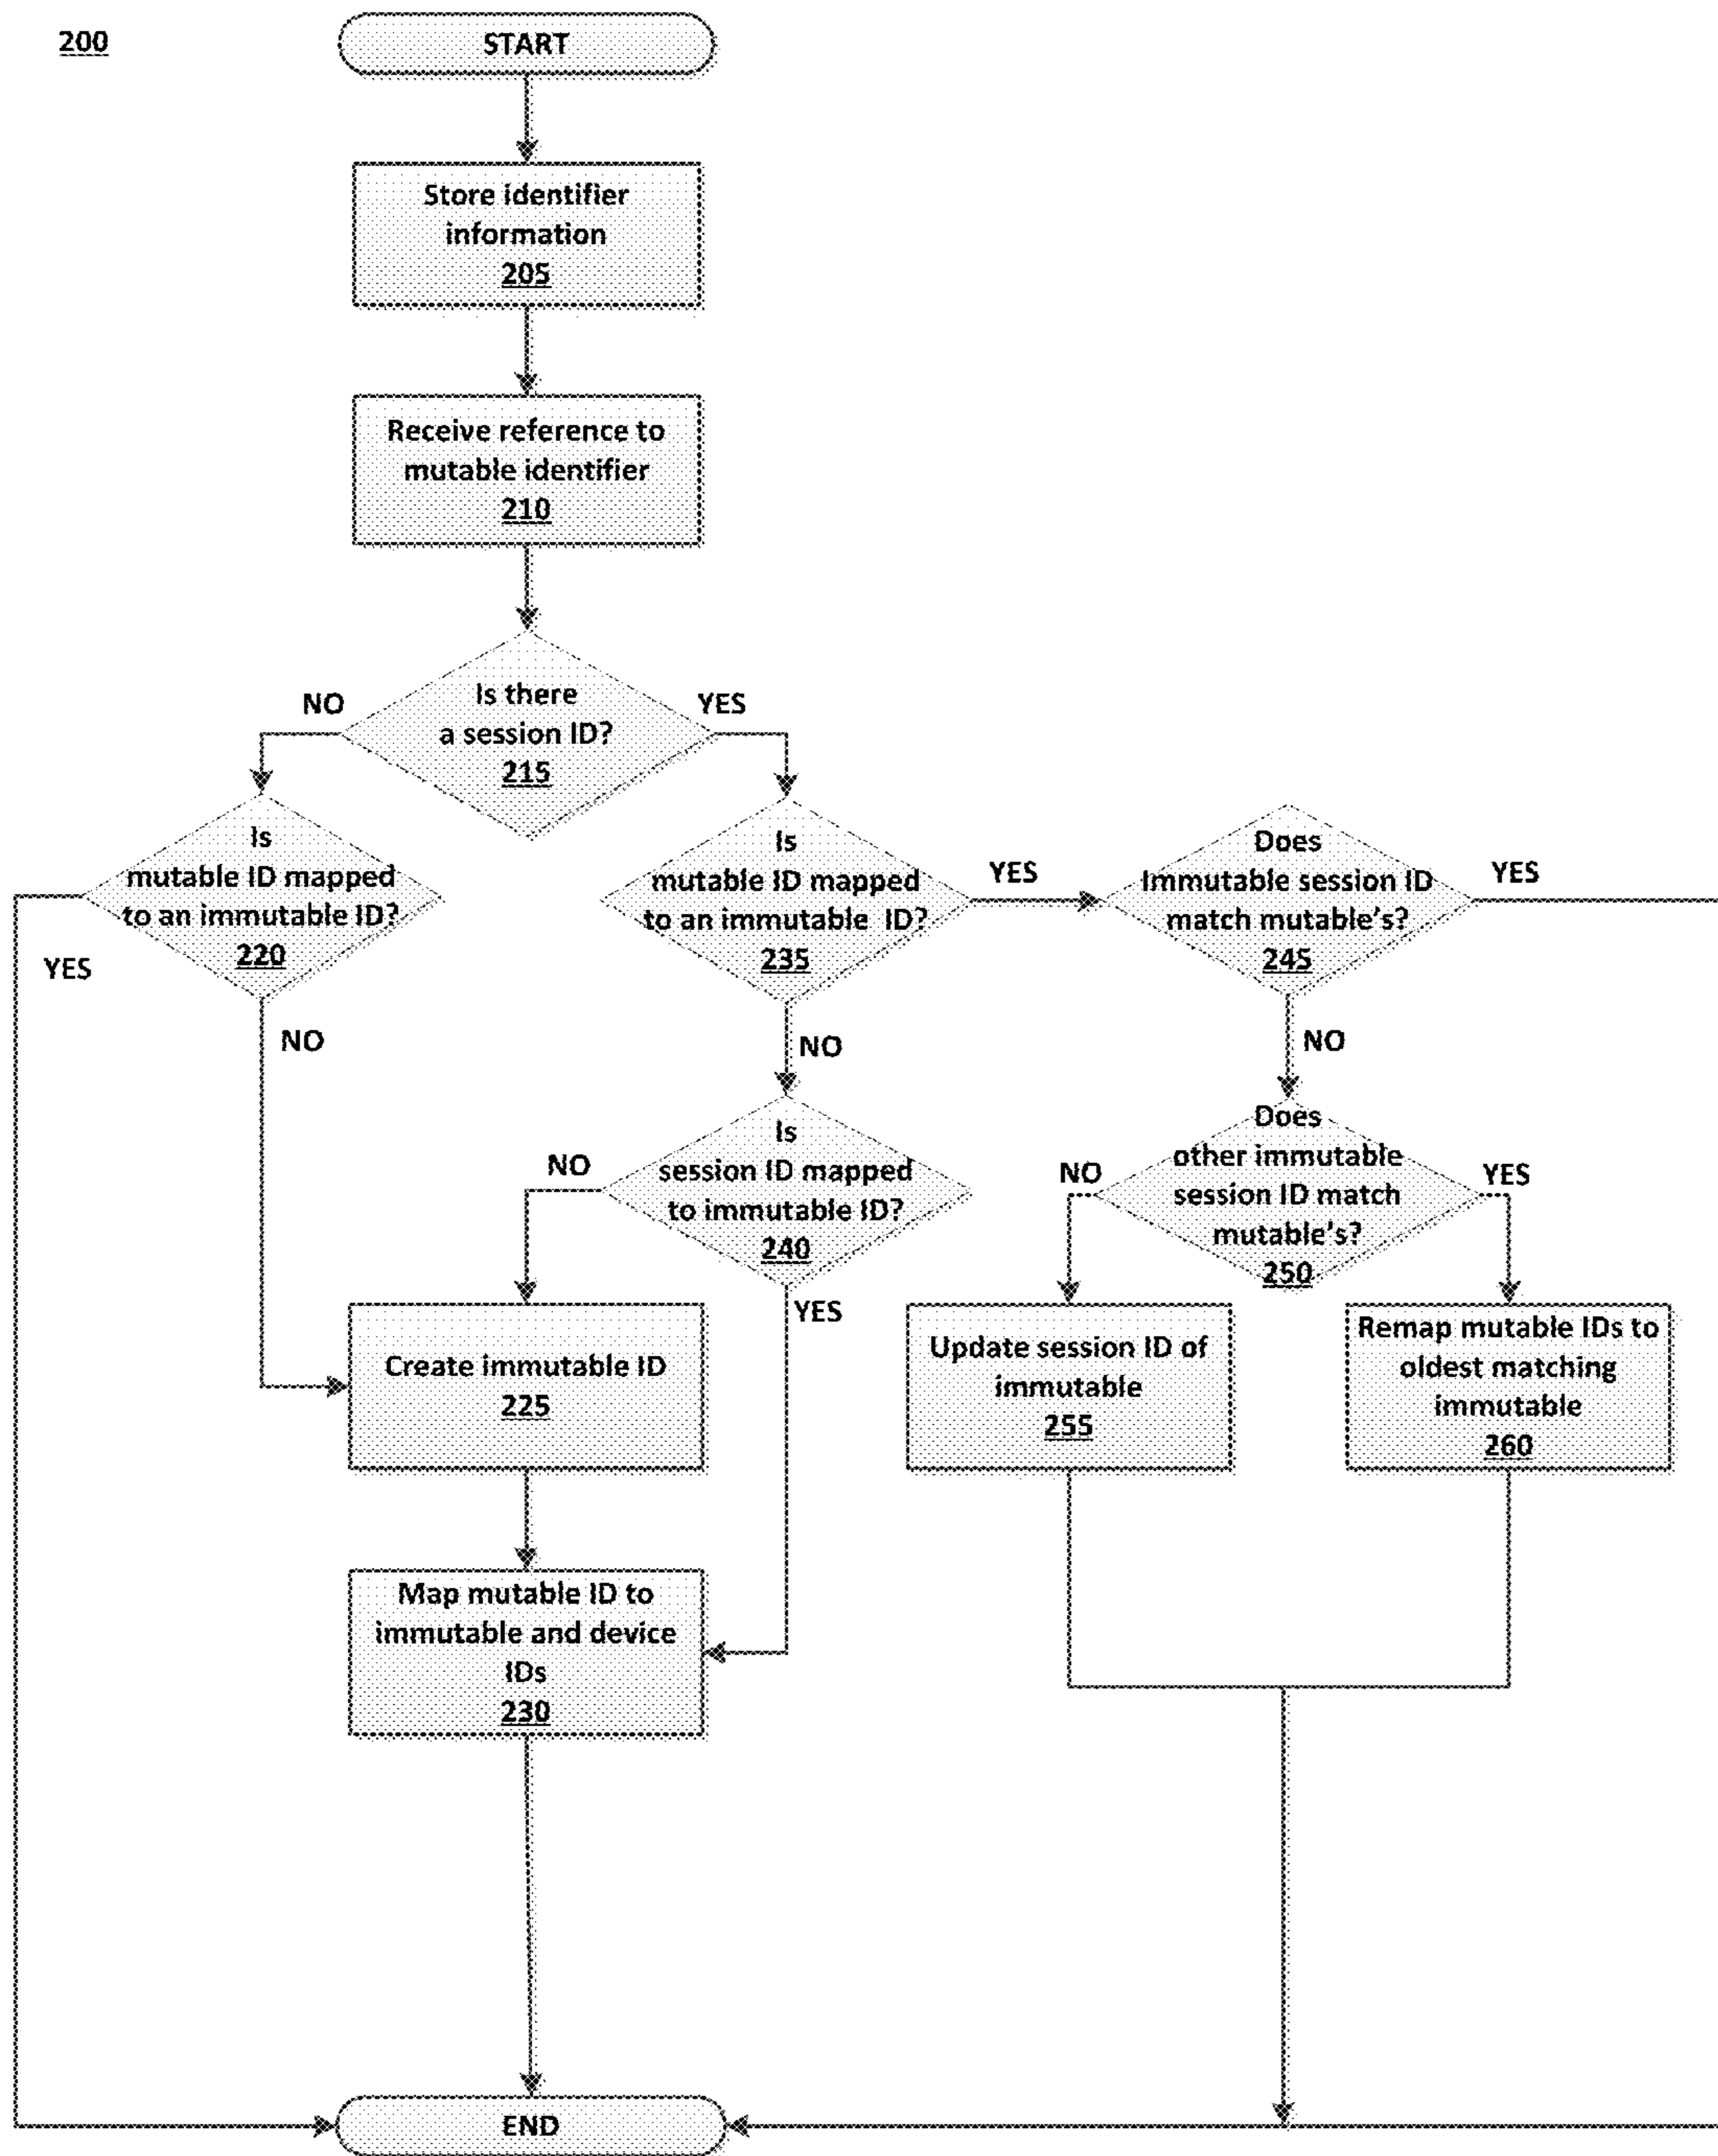 200
START
Store identifier
information
205
Receive reference to
mutable identifier
210
Is there
a session ID?
215
NO
YES
Is
mutable ID mapped
to an immutable ID?
220
YES
NO
Is
mutable ID mapped
to an immutable ID?
235
YES
NO
Does
Immutable session ID
match mutable's?
245
YES
NO
Is
session ID mapped
to immutable ID?
240
NO
YES
Does
other immutable
session ID match
mutable's?
250
NO
YES
Create immutable ID
225
Update session ID of
immutable
255
Remap mutable IDs to
oldest matching
immutable
260
Map mutable ID to
immutable and device
IDs
230
END